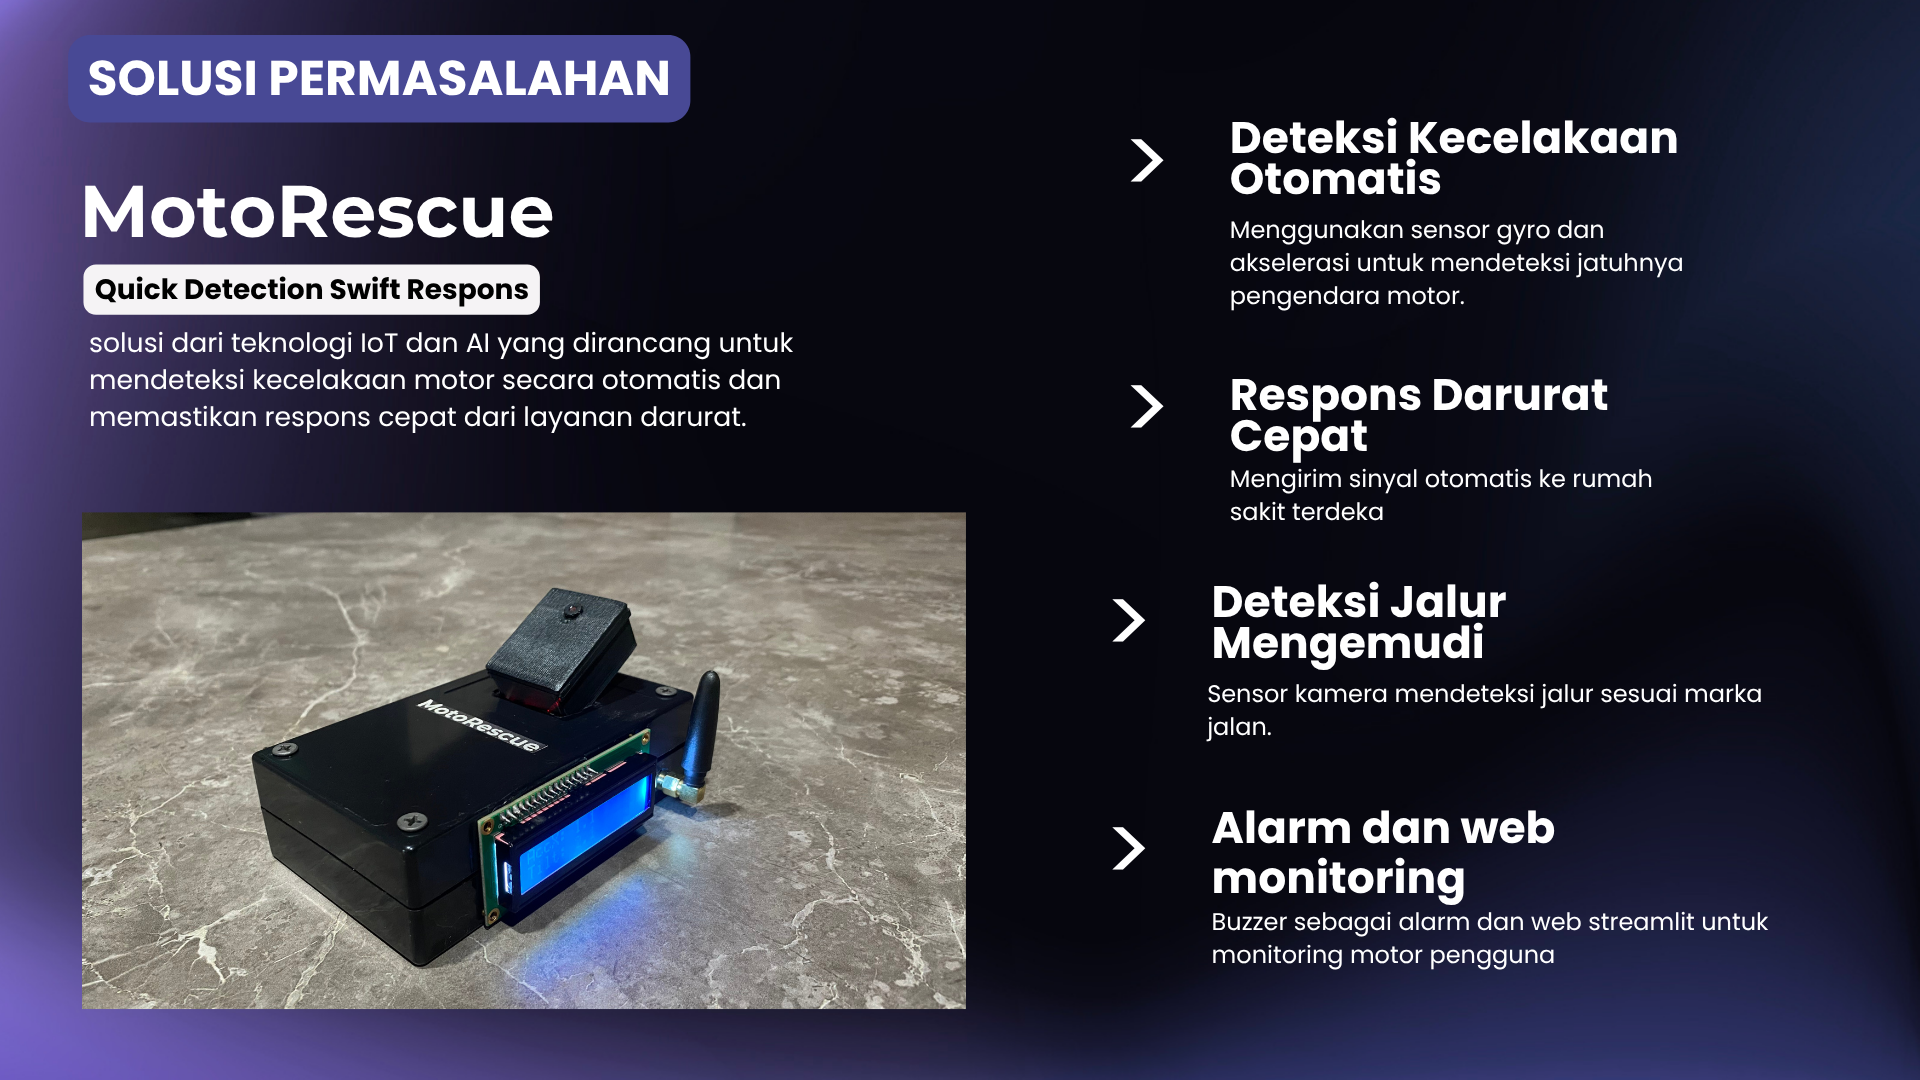 SOLUSI PERMASALAHAN
MotoRescue
Quick Detection Swift Respons
solusi dari teknologi IoT dan AI yang dirancang untuk
mendeteksi kecelakaan motor secara otomatis dan
memastikan respons cepat dari layanan darurat.
MotoRescue
Deteksi Kecelakaan
Otomatis
Menggunakan sensor gyro dan
akselerasi untuk mendeteksi jatuhnya
pengendara motor.
Respons Darurat
Cepat
Mengirim sinyal otomatis ke rumah
sakit terdeka
Deteksi Jalur
Mengemudi
Sensor kamera mendeteksi jalur sesuai marka
jalan.
Alarm dan web
monitoring
Buzzer sebagai alarm dan web streamlit untuk
monitoring motor pengguna